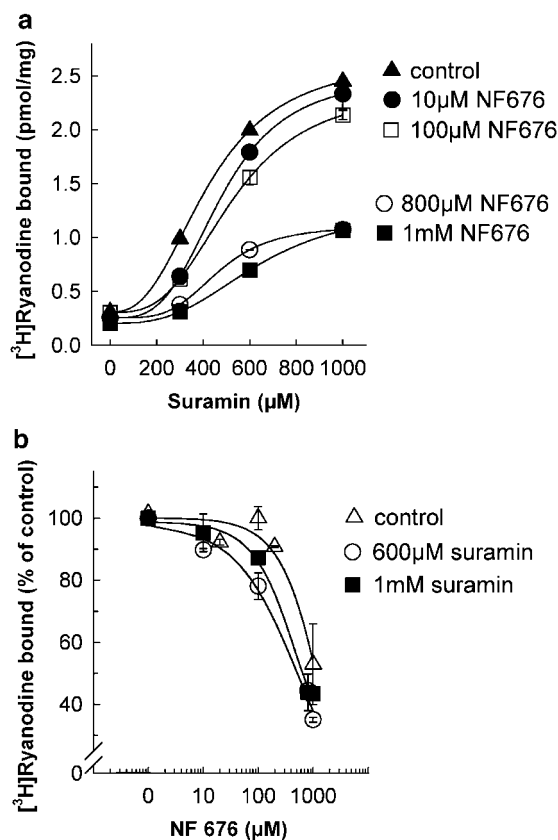 a
[³H]Ryanodine bound (pmol/mg)
2.5
2.0
1.5
1.0
0.5
0.0
0 200 400 600 800 1000
Suramin (µM)
control
10µM NF676
100µM NF676
800µM NF676
1mM NF676
b
[³H]Ryanodine bound (% of control)
100
80
60
40
0
0 10 100 1000
NF 676 (µM)
control
600µM suramin
1mM suramin